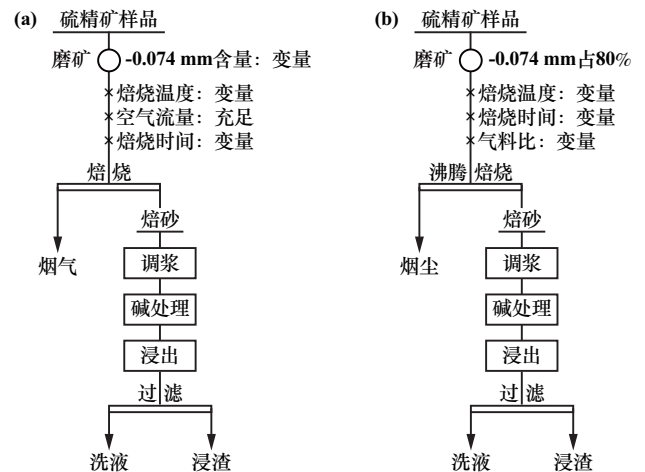 (a)
硫精矿样品
磨矿 -0.074 mm含量：变量
焙烧温度：变量
空气流量：充足
焙烧时间：变量
焙烧
烟气
焙砂
调浆
碱处理
浸出
过滤
洗液 浸渣
(b)
硫精矿样品
磨矿 -0.074 mm占80%
焙烧温度：变量
焙烧时间：变量
气料比：变量
沸腾焙烧
烟尘
焙砂
调浆
碱处理
浸出
过滤
洗液 浸渣